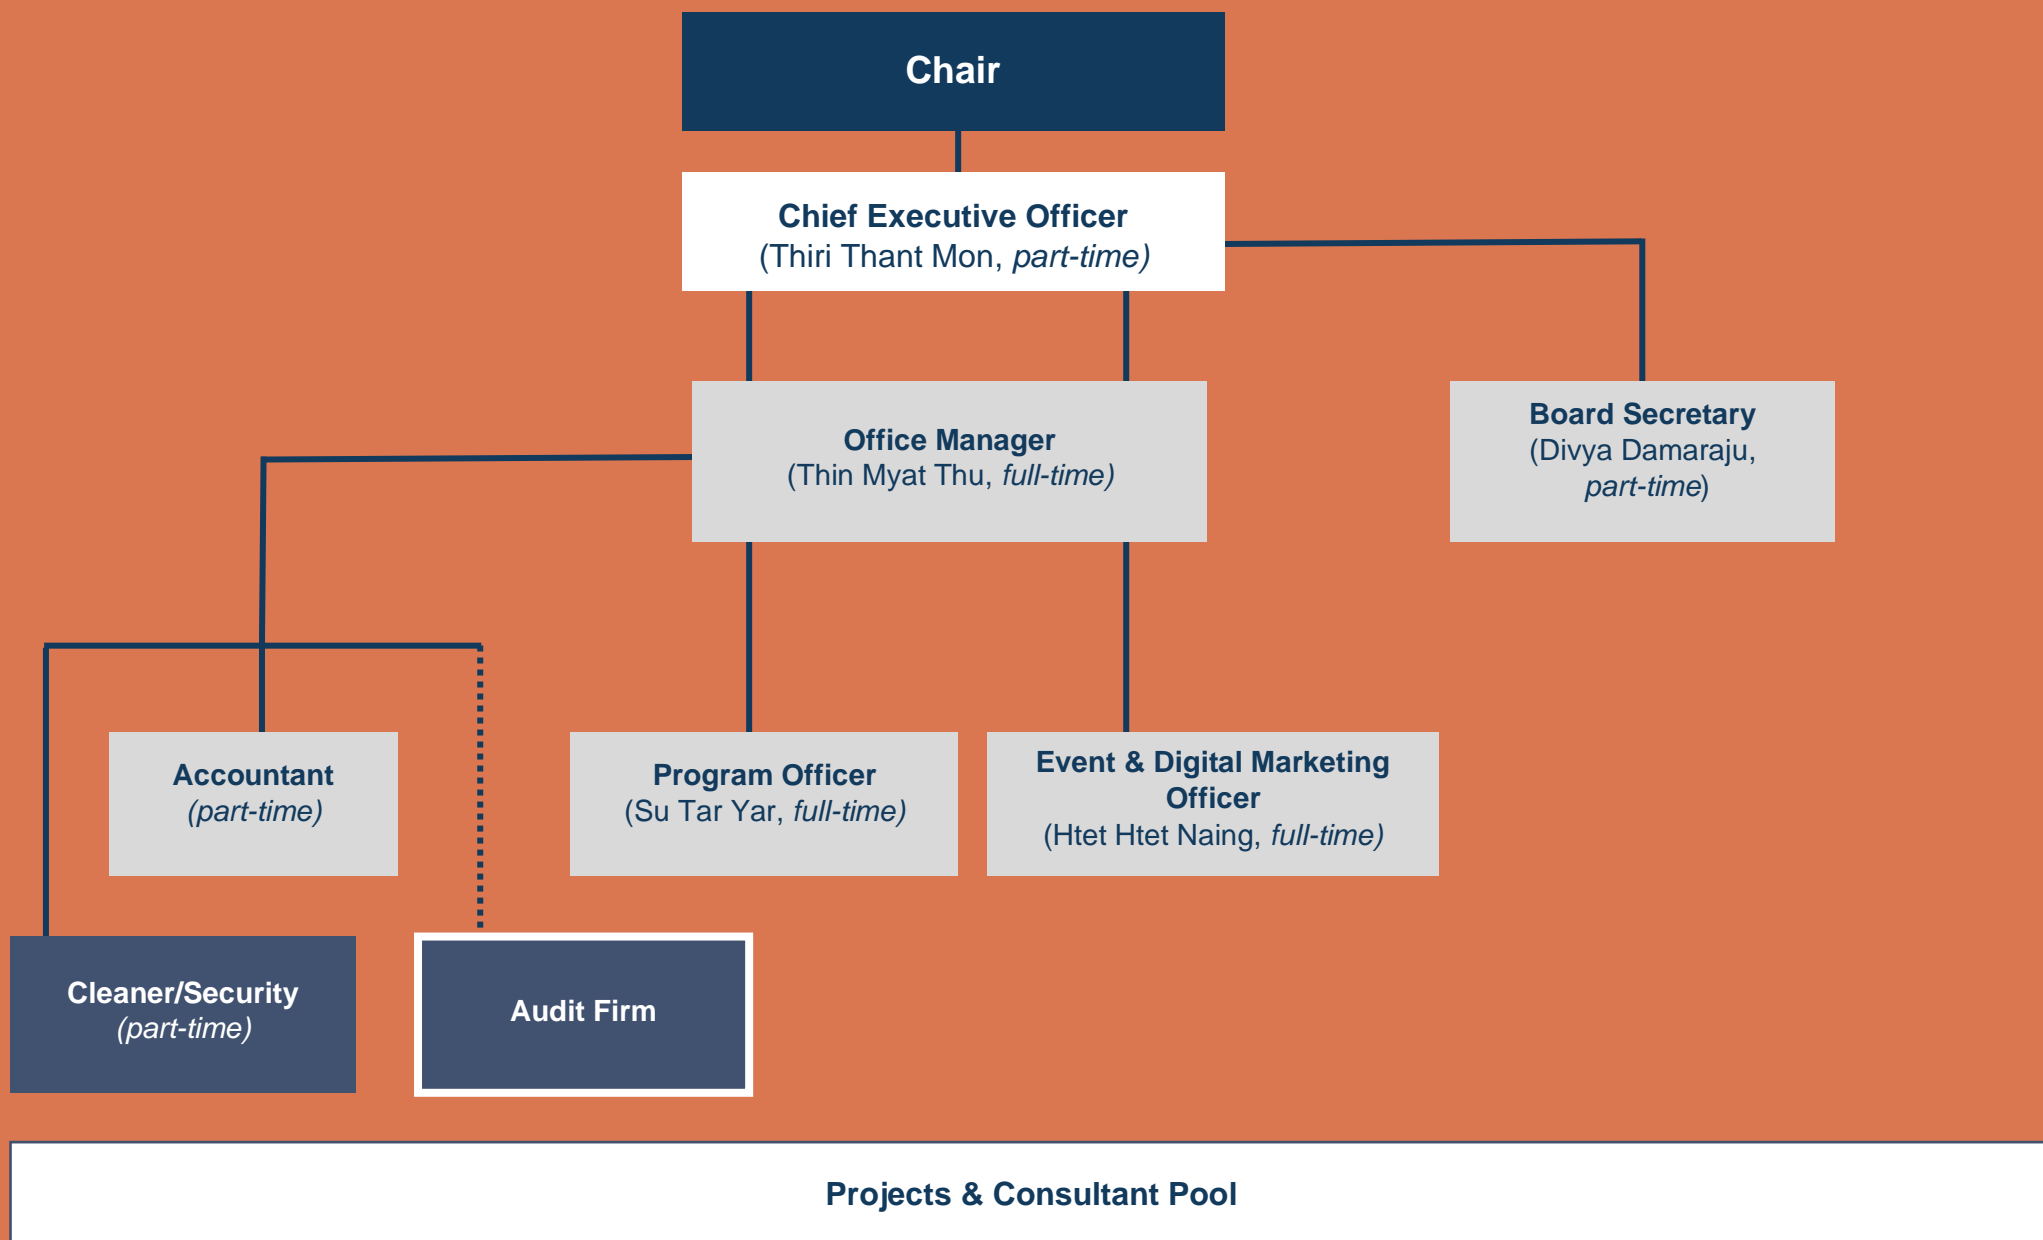 Chair
Chief Executive Officer
(Thiri Thant Mon, part-time)
Office Manager
(Thin Myat Thu, full-time)
Board Secretary
(Divya Damaraju,
part-time)
Accountant
(part-time)
Program Officer
(Su Tar Yar, full-time)
Event & Digital Marketing
Officer
(Htet Htet Naing, full-time)
Cleaner/Security
(part-time)
Audit Firm
Projects & Consultant Pool